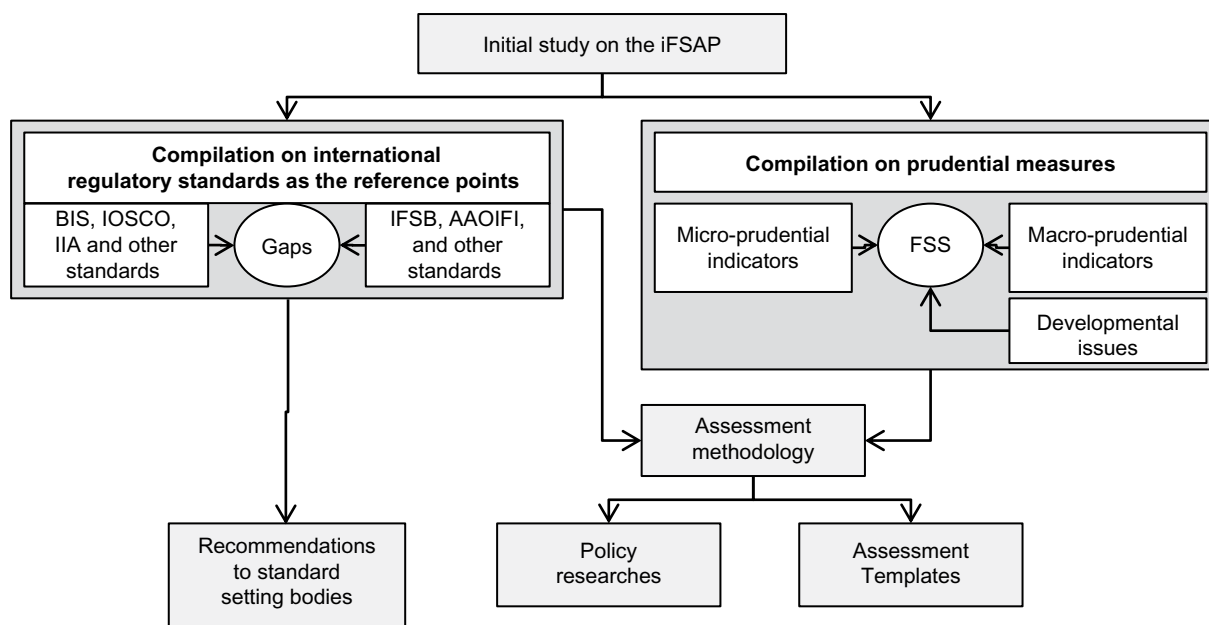 Initial study on the iFSAP
Compilation on international
regulatory standards as the reference points
BIS, IOSCO,
IIA and other
standards
Gaps
IFSB, AAOIFI,
and other
standards
Compilation on prudential measures
Micro-prudential
indicators
FSS
Macro-prudential
indicators
Developmental
issues
Assessment
methodology
Recommendations
to standard
setting bodies
Policy
researches
Assessment
Templates